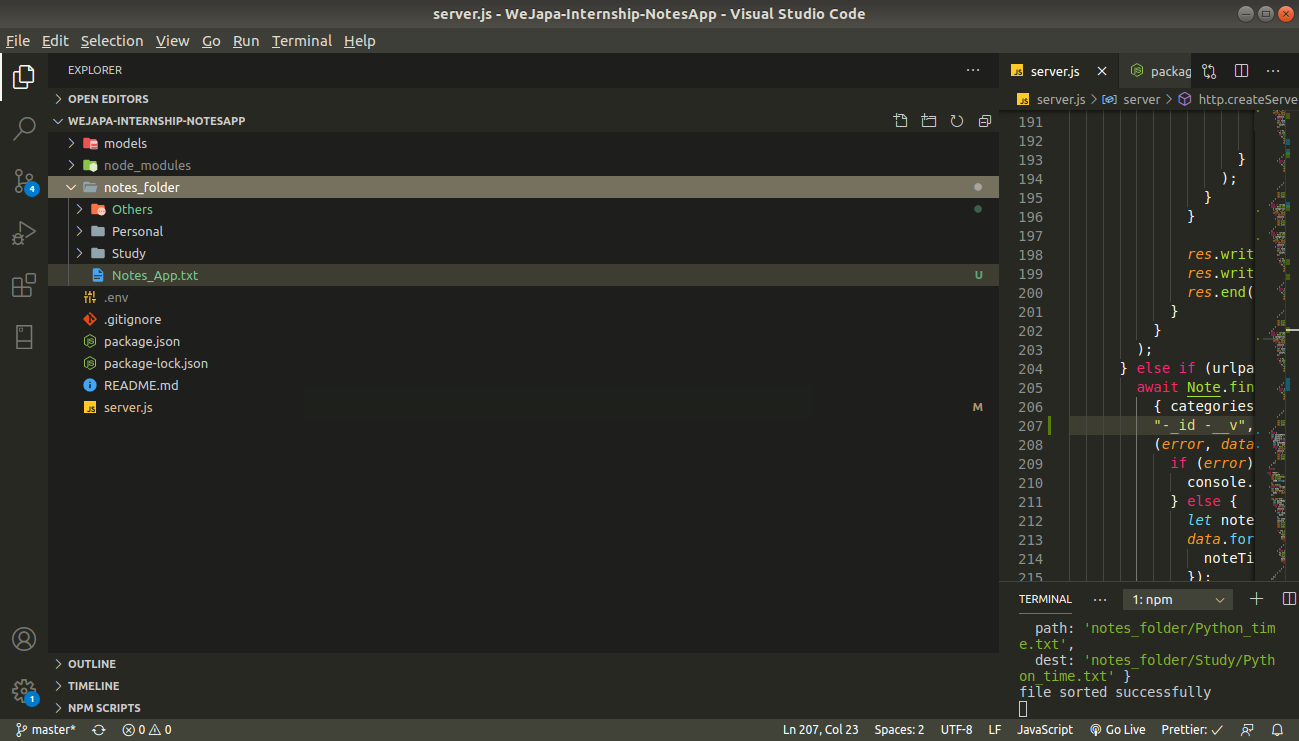 server.js - WeJapa-Internship-NotesApp - Visual Studio Code
File Edit Selection View Go Run Terminal Help
EXPLORER
OPEN EDITORS
WEJAPA-INTERNSHIP-NOTESAPP
models
node_modules
notes_folder
Others
Personal
Study
Notes_App.txt U
.env
.gitignore
package.json
package-lock.json
README.md
server.js M
OUTLINE
TIMELINE
NPM SCRIPTS
4
1
JS server.js packag
JS server.js > server > http.createServe
191
192
193 }
194 );
195 }
196 }
197
198 res.writ
199 res.writ
200 res.end(
201 }
202 }
203 );
204 } else if (urlpa
205 await Note.fin
206 { categories
207 "-_id -__v",
208 (error, data
209 if (error)
210 console.
211 } else {
212 let note
213 data.for
214 noteTi
215 });
TERMINAL 1: npm
path: 'notes_folder/Python_tim
e.txt',
dest: 'notes_folder/Study/Pyth
on_time.txt' }
file sorted successfully
master* 0 0 Ln 207, Col 23 Spaces: 2 UTF-8 LF JavaScript Go Live Prettier: ✓